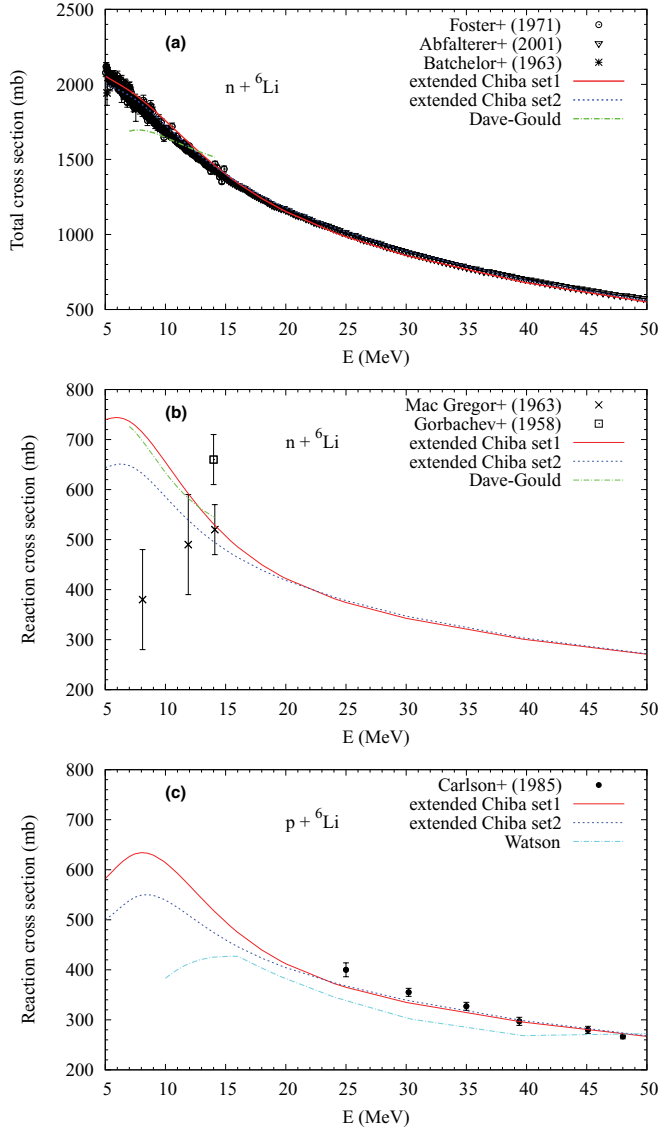 2500
(a)
Foster+ (1971)
Abfalterer+ (2001)
n + ⁶Li
Batchelor+ (1963)
extended Chiba set1
extended Chiba set2
Dave-Gould
2000
1500
1000
500
Total cross section (mb)
5 10 15 20 25 30 35 40 45 50
E (MeV)
800
(b)
Mac Gregor+ (1963)
Gorbachev+ (1958)
n + ⁶Li
extended Chiba set1
extended Chiba set2
Dave-Gould
700
600
500
400
300
200
Reaction cross section (mb)
5 10 15 20 25 30 35 40 45 50
E (MeV)
800
(c)
Carlson+ (1985)
extended Chiba set1
p + ⁶Li
extended Chiba set2
Watson
700
600
500
400
300
200
Reaction cross section (mb)
5 10 15 20 25 30 35 40 45 50
E (MeV)